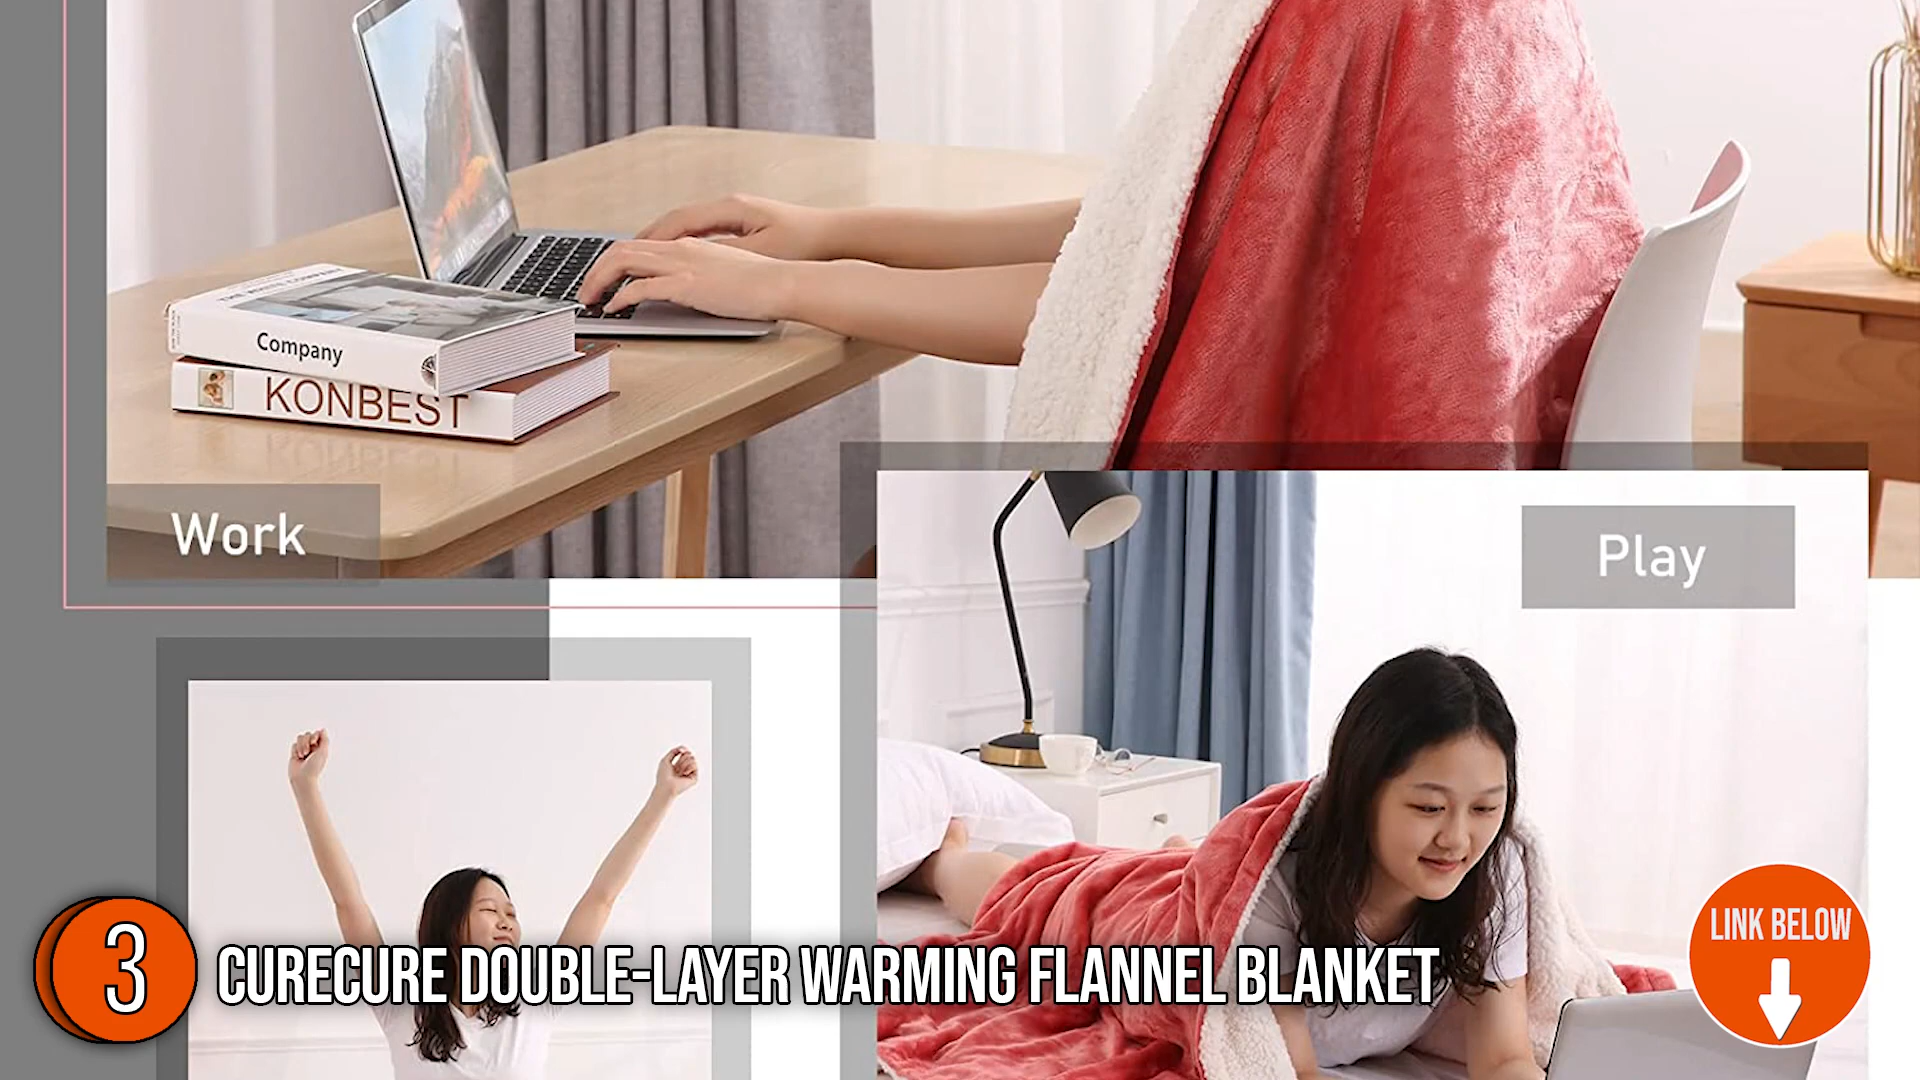 Company
KONBEST
Work
Play
3
CURECURE DOUBLE-LAYER WARMING FLANNEL BLANKET
LINK BELOW